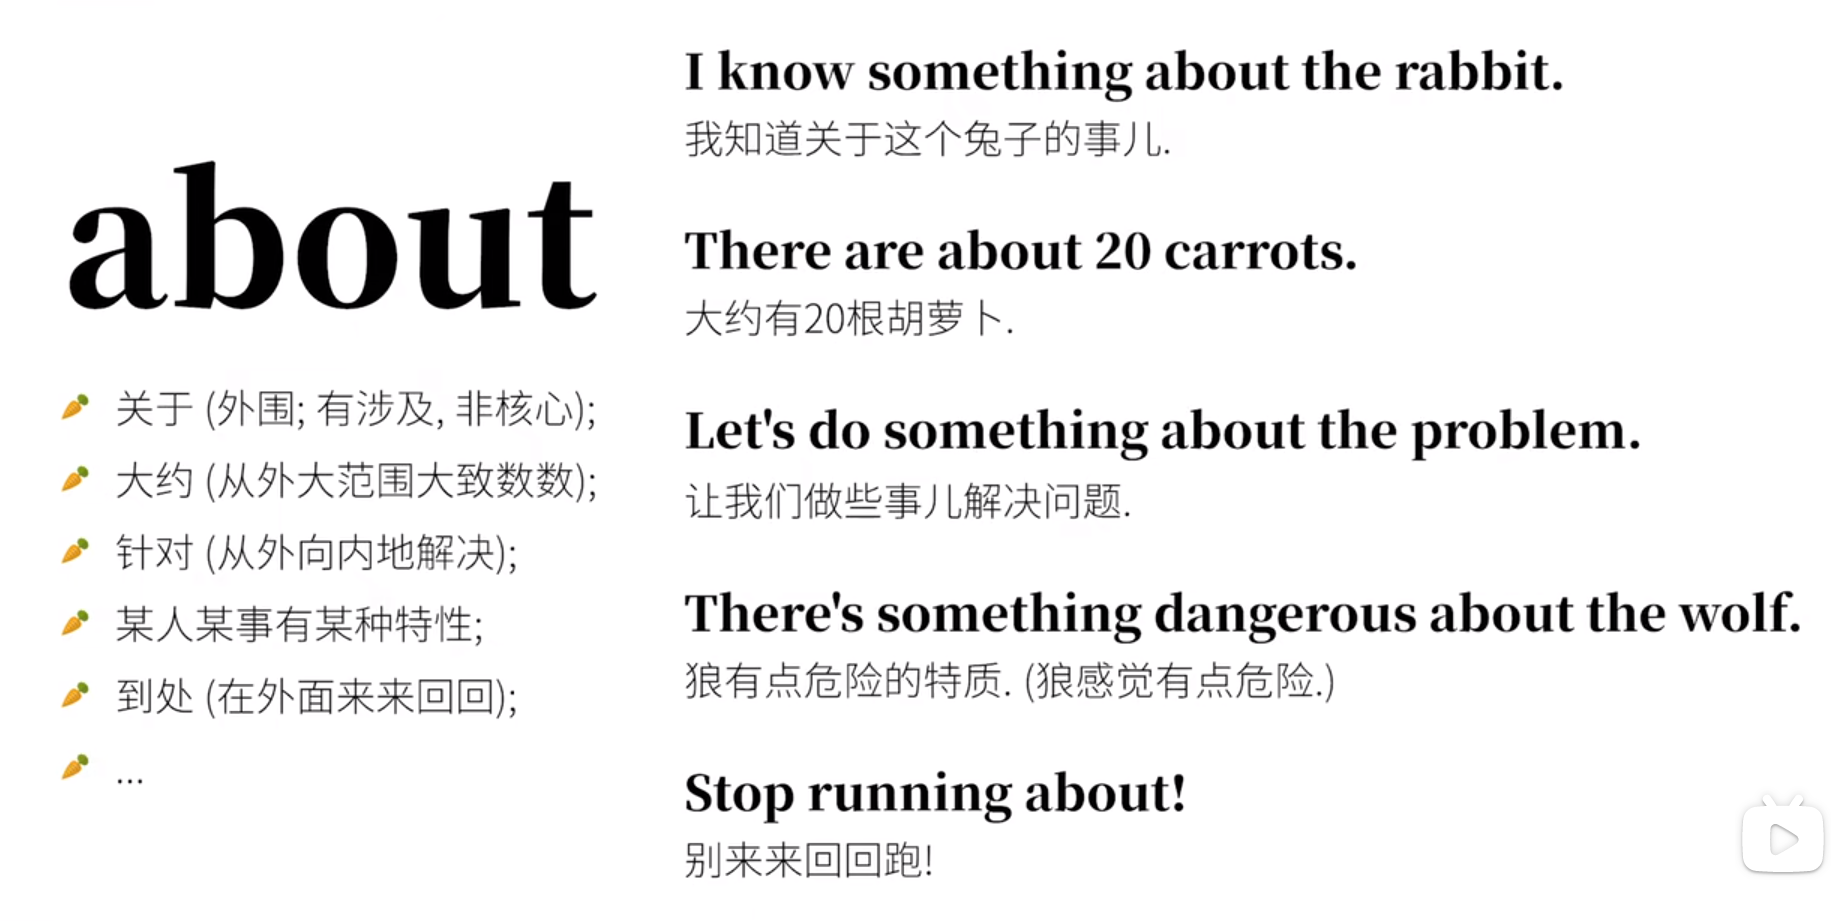 about
关于 (外围; 有涉及, 非核心);
大约 (从外大范围大致数数);
针对 (从外向内地解决);
某人某事有某种特性;
到处 (在外面来来回回);
...
I know something about the rabbit.
我知道关于这个兔子的事儿.
There are about 20 carrots.
大约有20根胡萝卜.
Let's do something about the problem.
让我们做些事儿解决问题.
There's something dangerous about the wolf.
狼有点危险的特质. (狼感觉有点危险.)
Stop running about!
别来来回回跑!